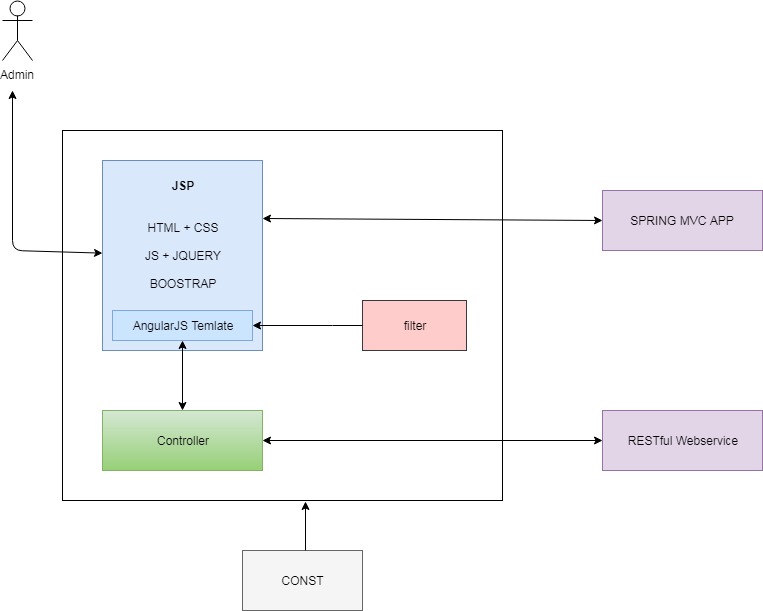 Admin
JSP
HTML + CSS
SPRING MVC APP
JS + JQUERY
BOOSTRAP
AngularJS Temlate
filter
Controller
RESTful Webservice
CONST